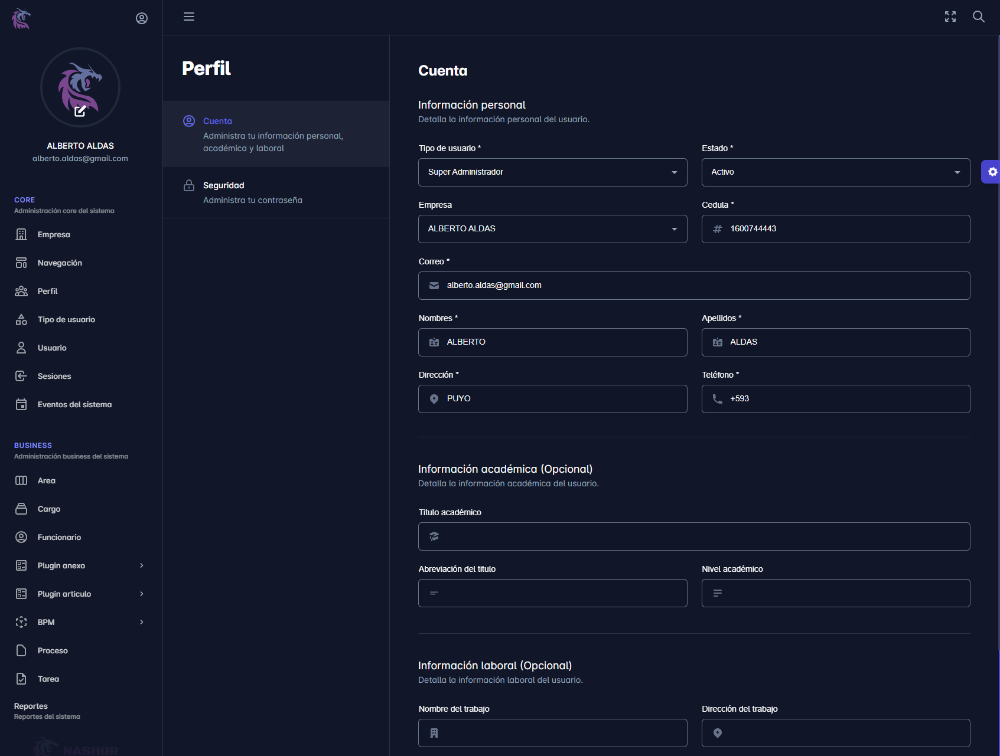 ALBERTO ALDAS
alberto.aldas@gmail.com
CORE
Administración core del sistema
Empresa
Navegación
Perfil
Tipo de usuario
Usuario
Sesiones
Eventos del sistema
BUSINESS
Administración business del sistema
Area
Cargo
Funcionario
Plugin anexo
Plugin articulo
BPM
Proceso
Tarea
Reportes
Reportes del sistema
NASHOR
Perfil
Cuenta
Administra tu información personal,
académica y laboral
Seguridad
Administra tu contraseña
Cuenta
Información personal
Detalla la información personal del usuario.
Tipo de usuario *
Estado *
Super Administrador
Activo
Empresa
Cedula *
ALBERTO ALDAS
1600744443
Correo *
alberto.aldas@gmail.com
Nombres *
Apellidos *
ALBERTO
ALDAS
Dirección *
Teléfono *
PUYO
+593
Información académica (Opcional)
Detalla la información académica del usuario.
Titulo académico
Abreviación del titulo
Nivel académico
Información laboral (Opcional)
Detalla la información laboral del usuario.
Nombre del trabajo
Dirección del trabajo